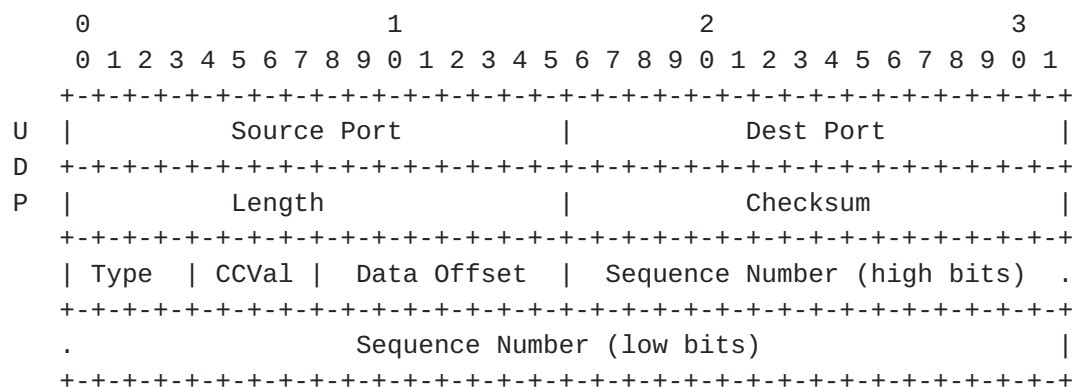 0                   1                   2                   3
0 1 2 3 4 5 6 7 8 9 0 1 2 3 4 5 6 7 8 9 0 1 2 3 4 5 6 7 8 9 0 1
+-+-+-+-+-+-+-+-+-+-+-+-+-+-+-+-+-+-+-+-+-+-+-+-+-+-+-+-+-+-+-+-+
U  |          Source Port          |           Dest Port           |
D  +-+-+-+-+-+-+-+-+-+-+-+-+-+-+-+-+-+-+-+-+-+-+-+-+-+-+-+-+-+-+-+-+
P  |          Length               |           Checksum            |
+-+-+-+-+-+-+-+-+-+-+-+-+-+-+-+-+-+-+-+-+-+-+-+-+-+-+-+-+-+-+-+-+
| Type  | CCVal |  Data Offset  |  Sequence Number (high bits)  .
+-+-+-+-+-+-+-+-+-+-+-+-+-+-+-+-+-+-+-+-+-+-+-+-+-+-+-+-+-+-+-+-+
.                  Sequence Number (low bits)                   |
+-+-+-+-+-+-+-+-+-+-+-+-+-+-+-+-+-+-+-+-+-+-+-+-+-+-+-+-+-+-+-+-+